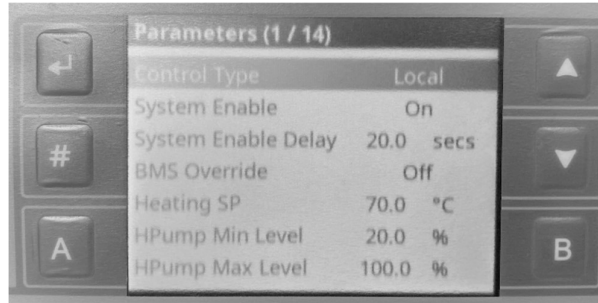 Parameters (1 / 14)
Control Type Local
System Enable On
System Enable Delay 20.0 secs
BMS Override Off
Heating SP 70.0 °C
HPump Min Level 20.0 %
HPump Max Level 100.0 %
#
A
B